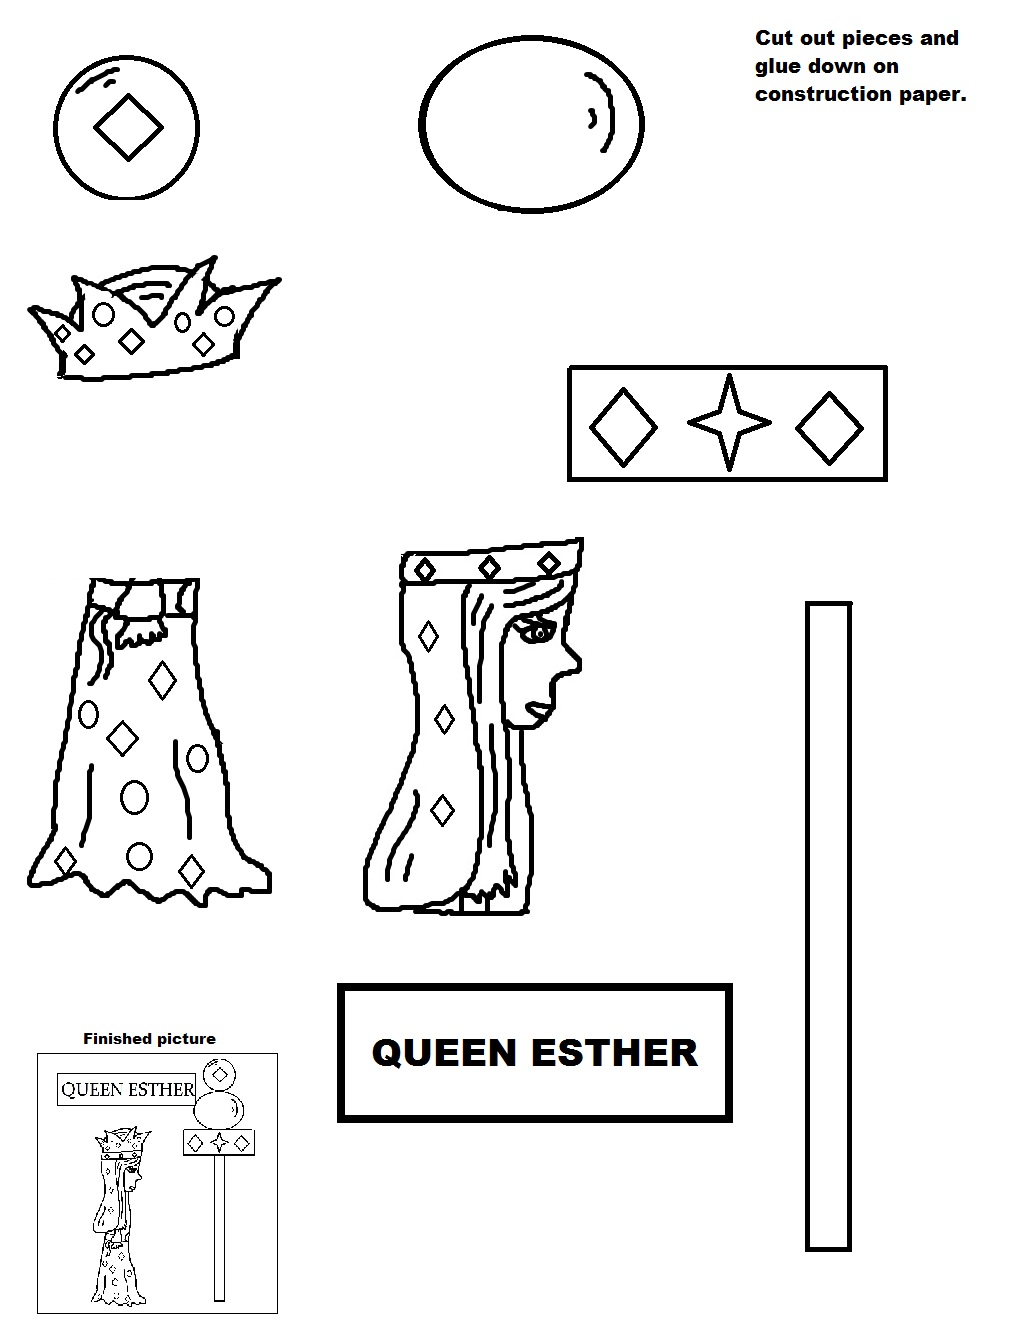 Cut out pieces and
glue down on
construction paper.
QUEEN ESTHER
Finished picture
QUEEN ESTHER